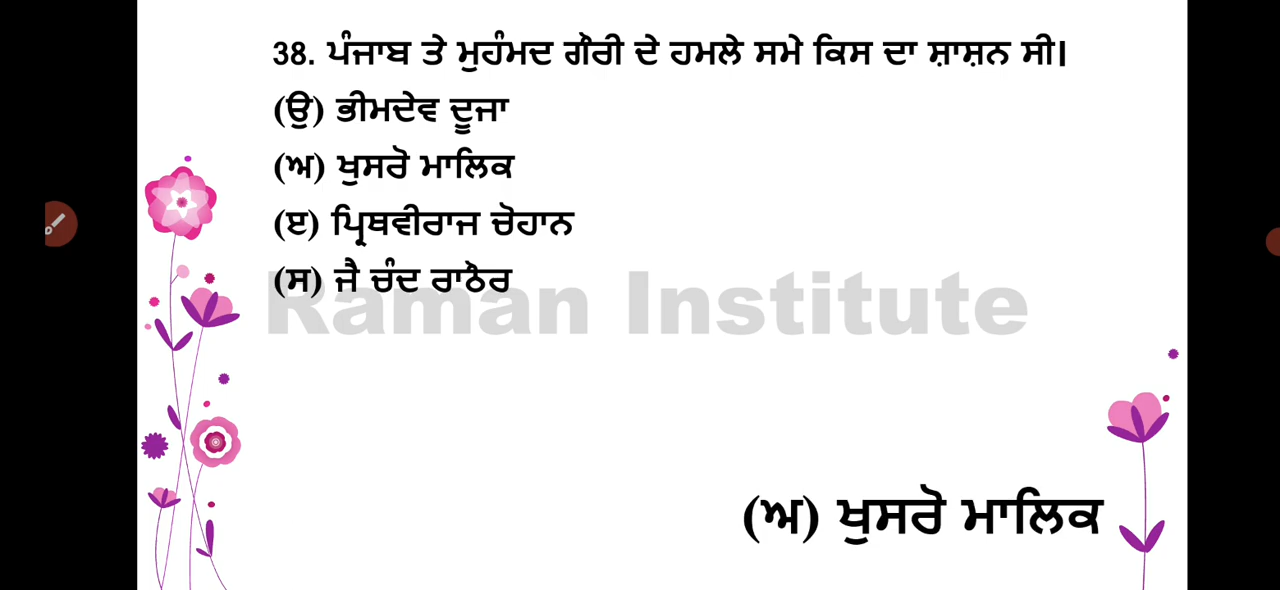 38. ਪੰਜਾਬ ਤੇ ਮੁਹੰਮਦ ਗੌਰੀ ਦੇ ਹਮਲੇ ਸਮੇ ਕਿਸ ਦਾ ਸ਼ਾਸ਼ਨ ਸੀ।
(ਉ) ਭੀਮਦੇਵ ਦੂਜਾ
(ਅ) ਖੁਸਰੋ ਮਾਲਿਕ
(ੲ) ਪ੍ਰਿਥਵੀਰਾਜ ਚੋਹਾਨ
(ਸ) ਜੈ ਚੰਦ ਰਾਠੋਰ
Raman Institute
(ਅ) ਖੁਸਰੋ ਮਾਲਿਕ